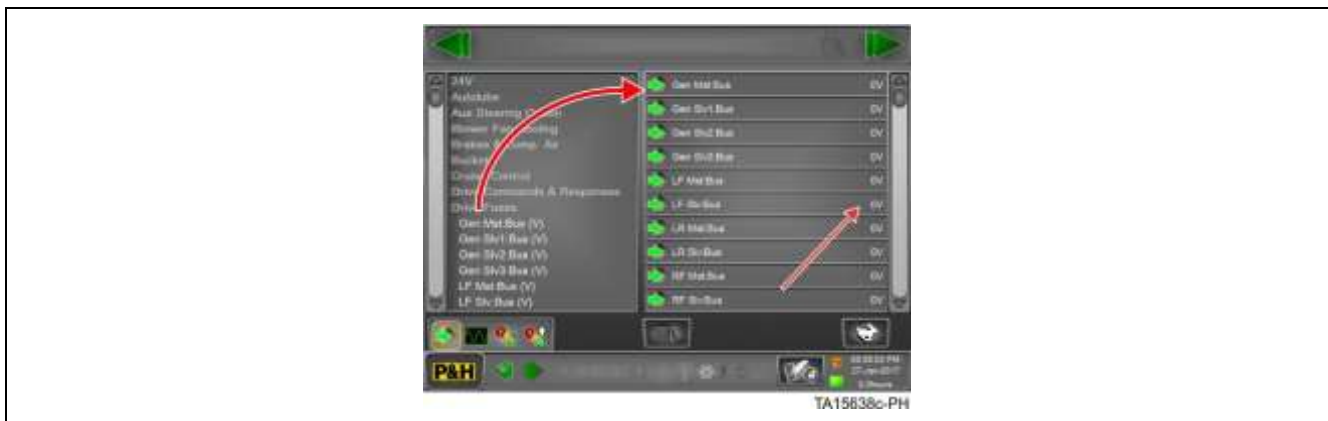 24V
Autolube
Aux Steering
Blower Fan Cooling
Brakes & Comp. Air
Bucket
Cruise Control
Drive Commands & Responses
Drive Fuses
Gen Mst:Bus (V)
Gen Slv1:Bus (V)
Gen Slv2:Bus (V)
Gen Slv3:Bus (V)
LF Mst:Bus (V)
LF Slv:Bus (V)
Gen Mst:Bus 0V
Gen Slv1:Bus 0V
Gen Slv2:Bus 0V
Gen Slv3:Bus 0V
LF Mst:Bus 0V
LF Slv:Bus 0V
LR Mst:Bus 0V
LR Slv:Bus 0V
RF Mst:Bus 0V
RF Slv:Bus 0V
P&H
TA15638c-PH